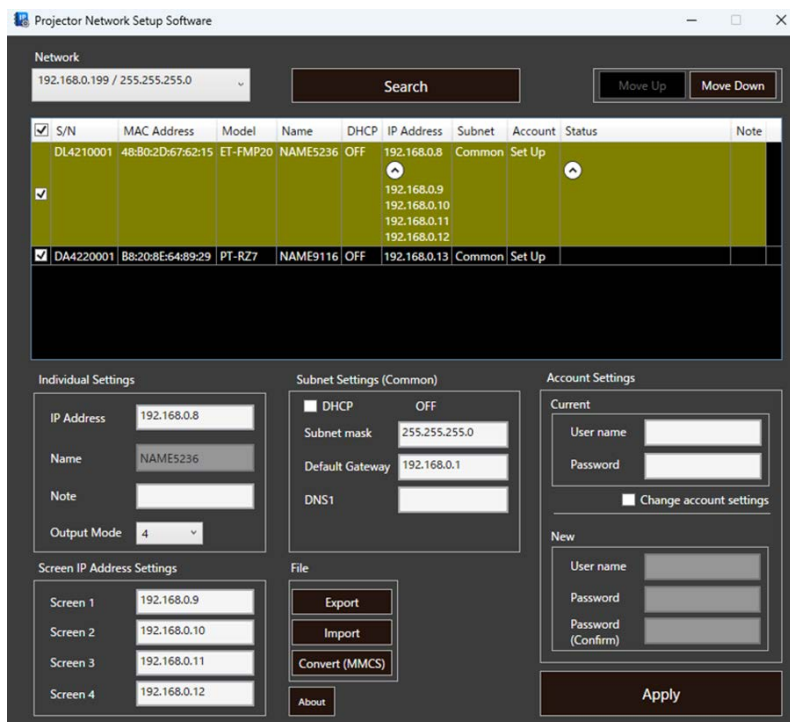 Projector Network Setup Software
Network
192.168.0.199 / 255.255.255.0
Search
Move Up
Move Down
S/N MAC Address Model Name DHCP IP Address Subnet Account Status Note
DL4210001 48:B0:2D:67:62:15 ET-FMP20 NAME5236 OFF 192.168.0.8 Common Set Up
192.168.0.9
192.168.0.10
192.168.0.11
192.168.0.12
DA4220001 B8:20:8E:64:89:29 PT-RZ7 NAME9116 OFF 192.168.0.13 Common Set Up
Individual Settings
IP Address 192.168.0.8
Name NAME5236
Note
Output Mode 4
Screen IP Address Settings
Screen 1 192.168.0.9
Screen 2 192.168.0.10
Screen 3 192.168.0.11
Screen 4 192.168.0.12
Subnet Settings (Common)
DHCP OFF
Subnet mask 255.255.255.0
Default Gateway 192.168.0.1
DNS1
File
Export
Import
Convert (MMCS)
About
Account Settings
Current
User name
Password
Change account settings
New
User name
Password
Password
(Confirm)
Apply